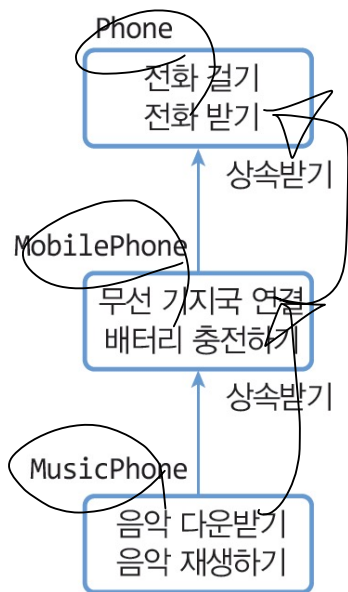 Phone
전화 걸기
전화 받기
상속받기
MobilePhone
무선 기지국 연결
배터리 충전하기
상속받기
MusicPhone
음악 다운받기
음악 재생하기